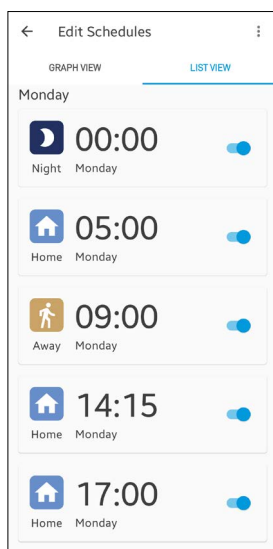 Edit Schedules
GRAPH VIEW LIST VIEW
Monday
00:00
Night Monday
05:00
Home Monday
09:00
Away Monday
14:15
Home Monday
17:00
Home Monday